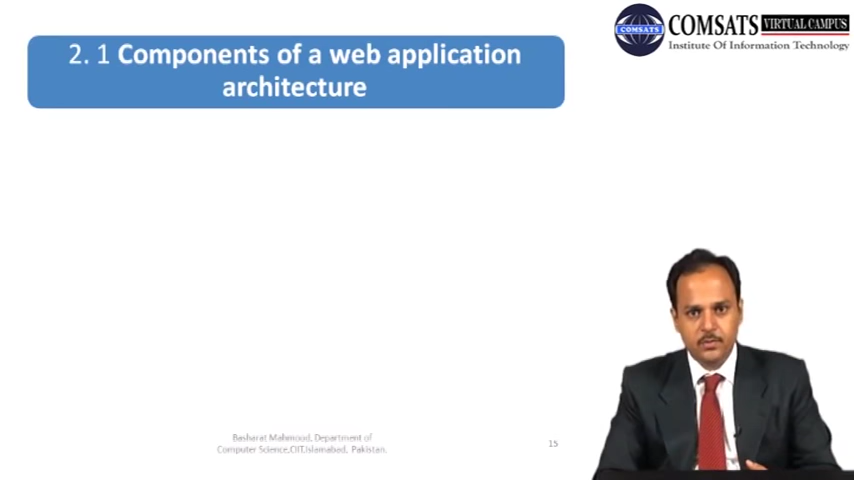 COMSATS VIRTUAL CAMPUS
Institute Of Information Technology
COMSATS
2. 1 Components of a web application
architecture
Basharat Mahmood, Department of
Computer Science,CIIT,Islamabad, Pakistan.
15